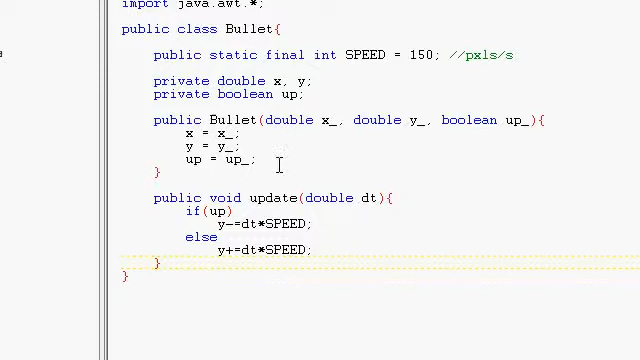 import java.awt.*;
public class Bullet{
public static final int SPEED = 150; //pxls/s
private double x, y;
private boolean up;
public Bullet(double x_, double y_, boolean up_){
x = x_;
y = y_;
up = up_;
}
public void update(double dt){
if(up)
y-=dt*SPEED;
else
y+=dt*SPEED;
}
}